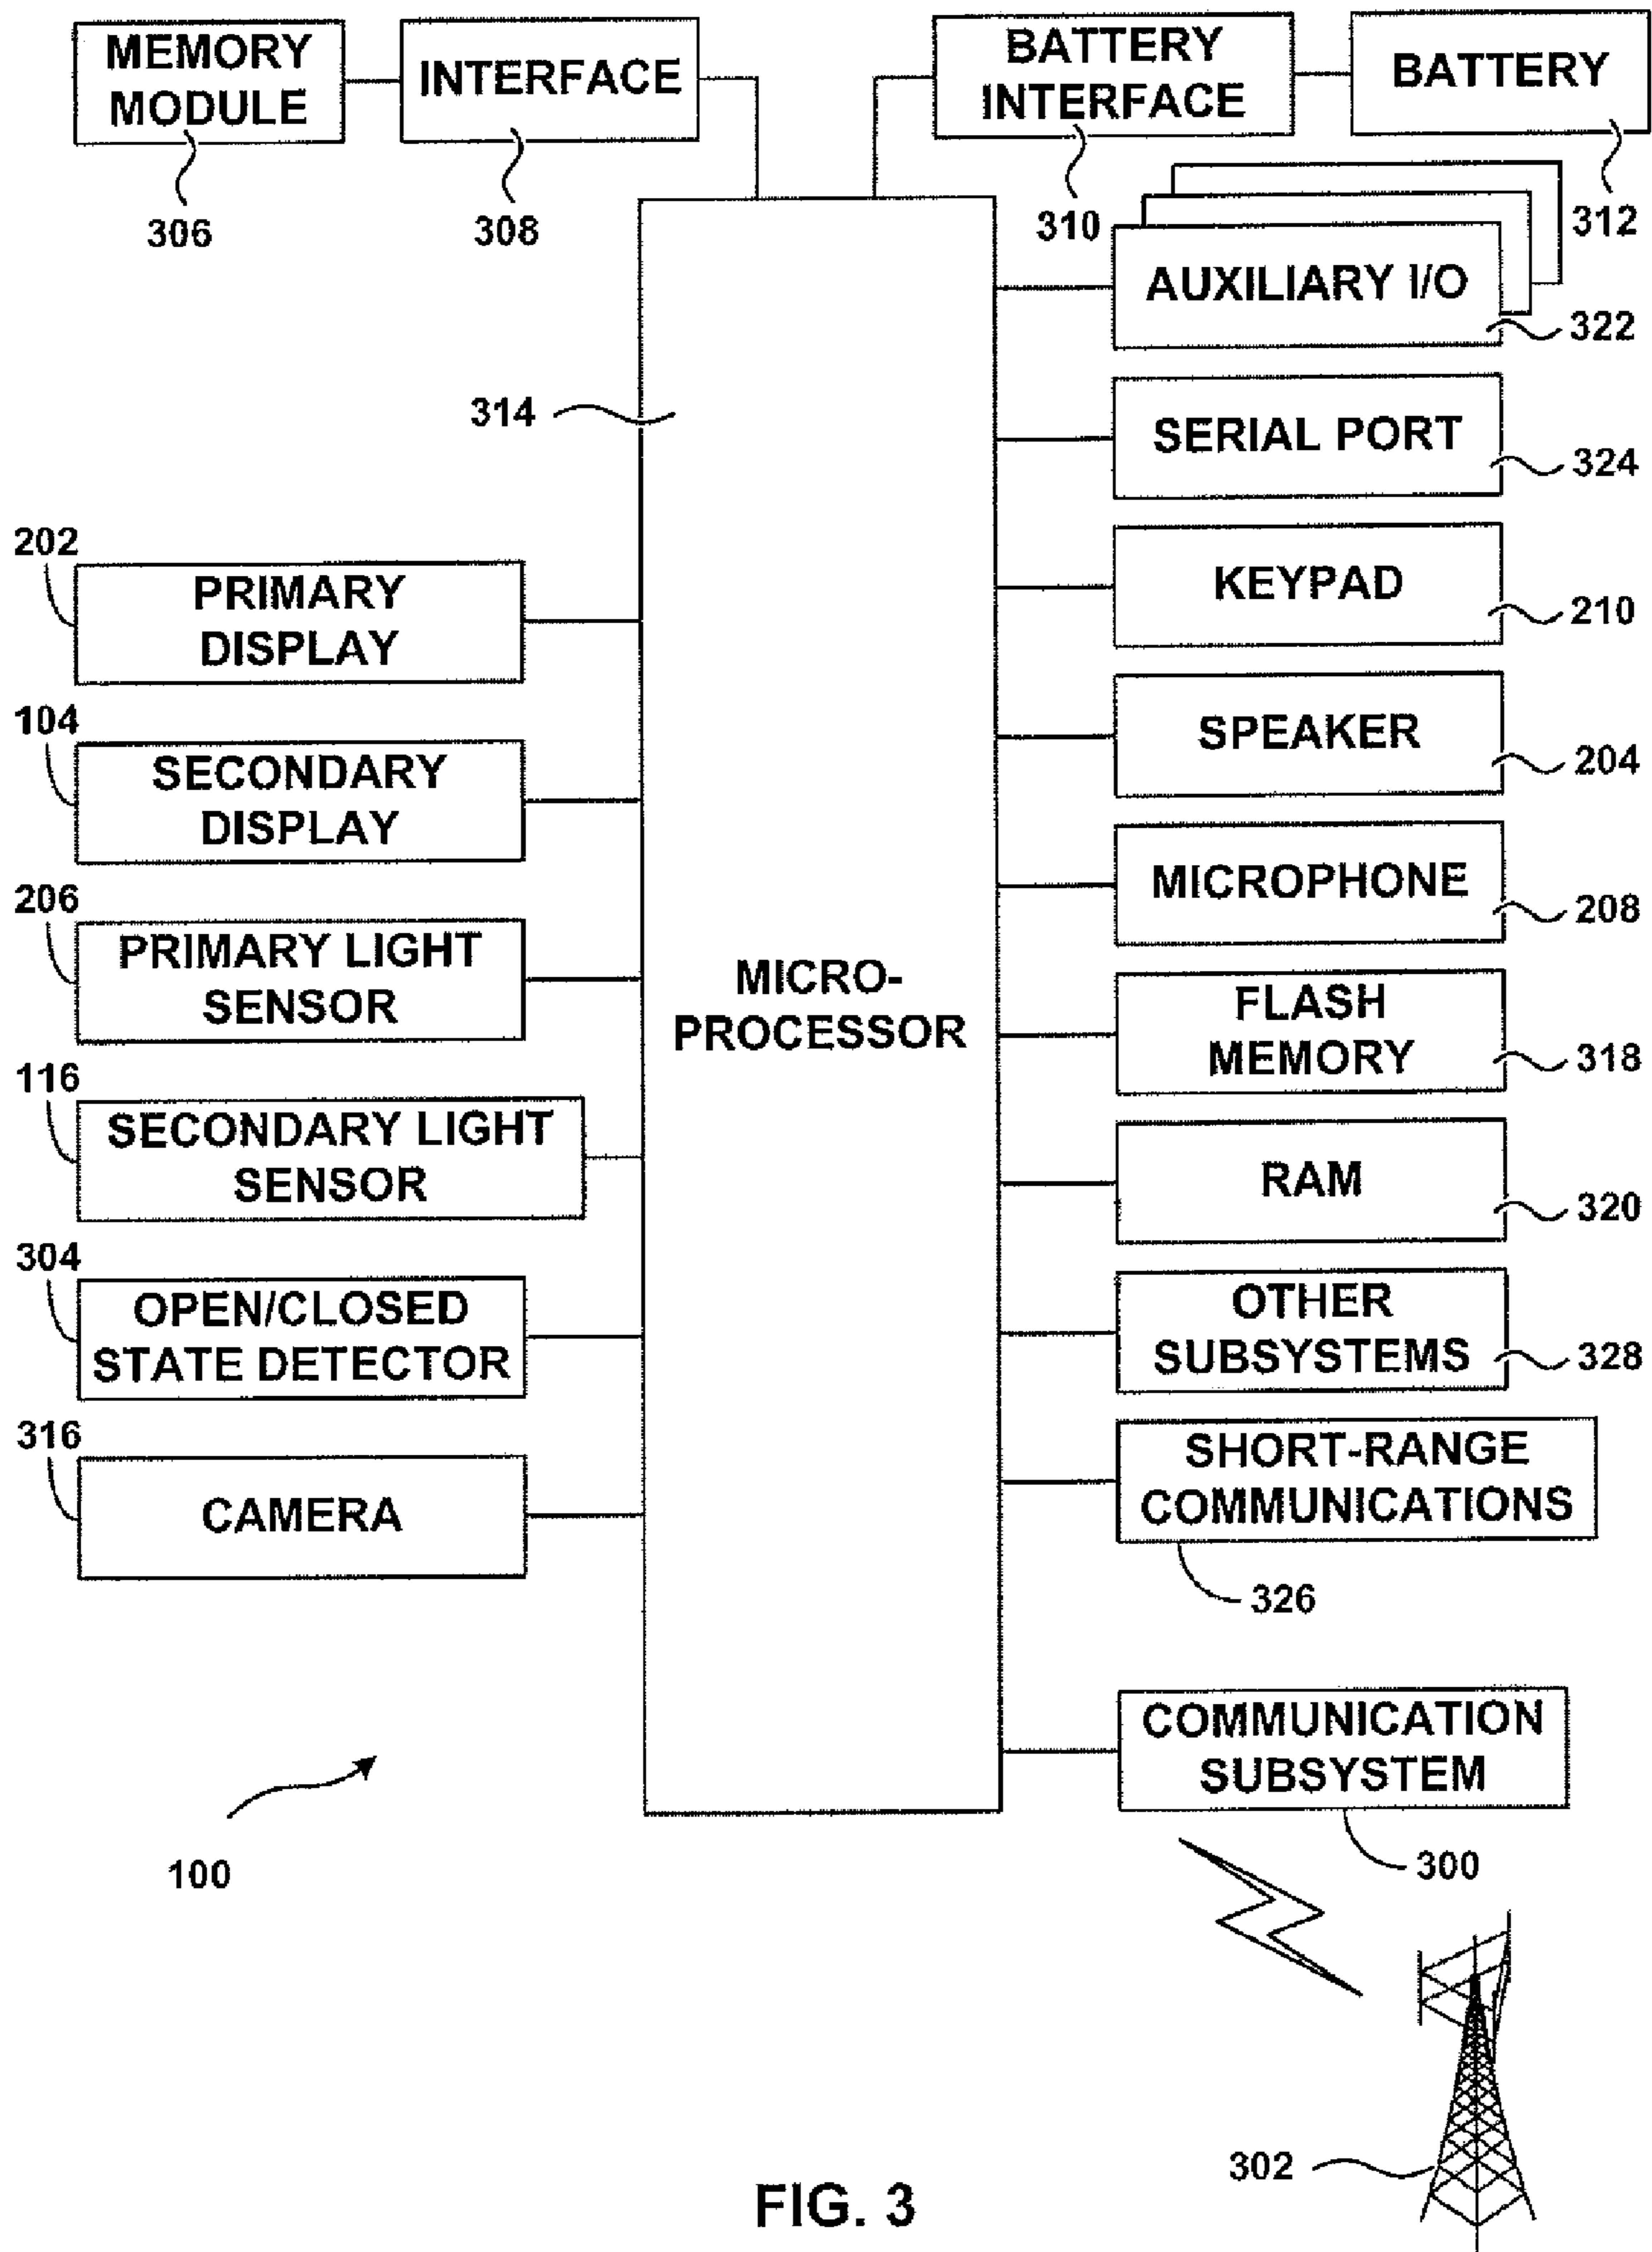 MEMORY
MODULE
306
INTERFACE
308
BATTERY
INTERFACE
310
BATTERY
312
314
MICRO-
PROCESSOR
202
PRIMARY
DISPLAY
104
SECONDARY
DISPLAY
206
PRIMARY LIGHT
SENSOR
116
SECONDARY LIGHT
SENSOR
304
OPEN/CLOSED
STATE DETECTOR
316
CAMERA
100
AUXILIARY I/O
322
SERIAL PORT
324
KEYPAD
210
SPEAKER
204
MICROPHONE
208
FLASH
MEMORY
318
RAM
320
OTHER
SUBSYSTEMS
328
SHORT-RANGE
COMMUNICATIONS
326
COMMUNICATION
SUBSYSTEM
300
302
FIG. 3